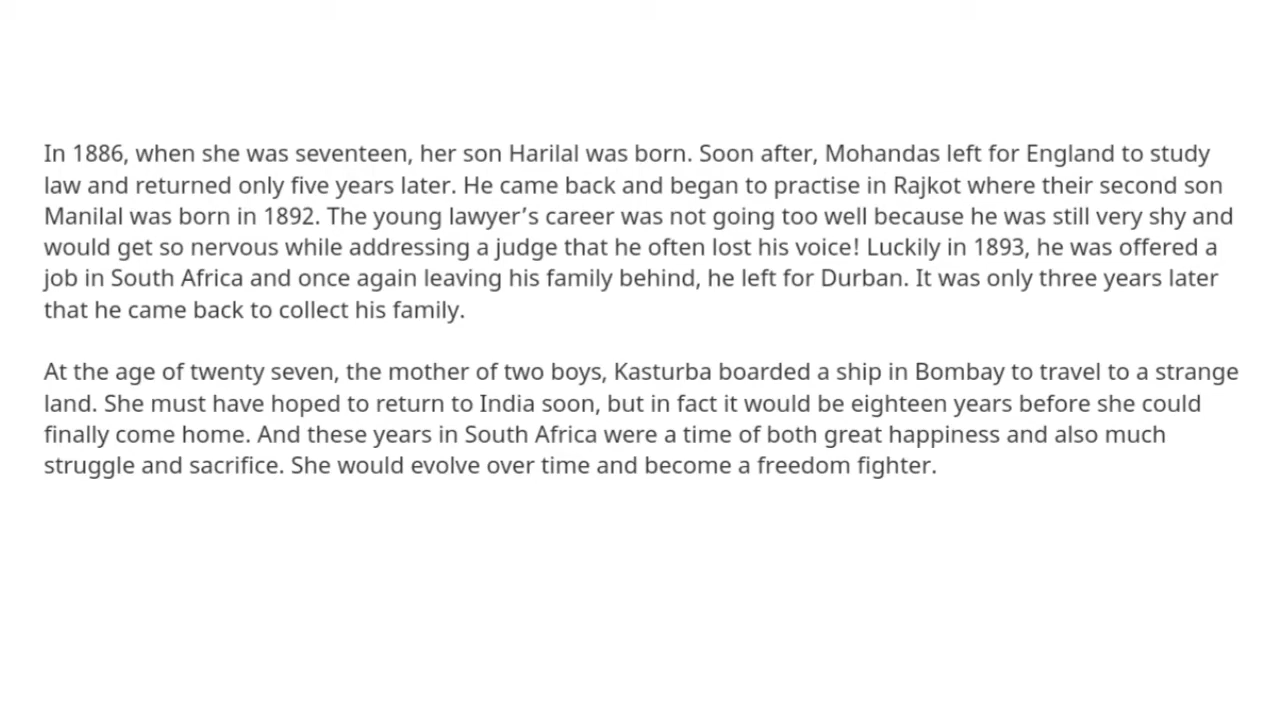 In 1886, when she was seventeen, her son Harilal was born. Soon after, Mohandas left for England to study
law and returned only five years later. He came back and began to practise in Rajkot where their second son
Manilal was born in 1892. The young lawyer’s career was not going too well because he was still very shy and
would get so nervous while addressing a judge that he often lost his voice! Luckily in 1893, he was offered a
job in South Africa and once again leaving his family behind, he left for Durban. It was only three years later
that he came back to collect his family.
At the age of twenty seven, the mother of two boys, Kasturba boarded a ship in Bombay to travel to a strange
land. She must have hoped to return to India soon, but in fact it would be eighteen years before she could
finally come home. And these years in South Africa were a time of both great happiness and also much
struggle and sacrifice. She would evolve over time and become a freedom fighter.